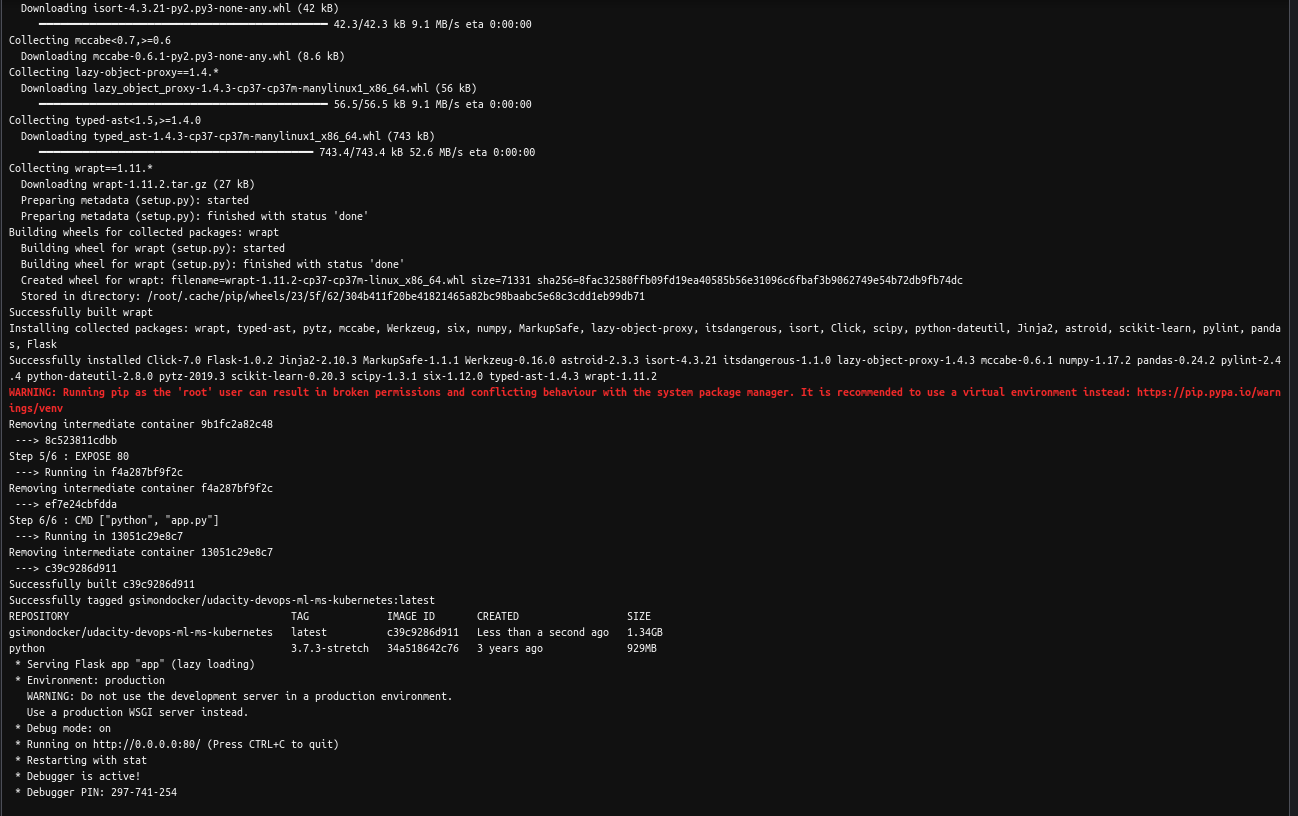 Downloading isort-4.3.21-py2.py3-none-any.whl (42 kB)
42.3/42.3 kB 9.1 MB/s eta 0:00:00
Collecting mccabe<0.7,>=0.6
Downloading mccabe-0.6.1-py2.py3-none-any.whl (8.6 kB)
Collecting lazy-object-proxy==1.4.*
Downloading lazy_object_proxy-1.4.3-cp37-cp37m-manylinux1_x86_64.whl (56 kB)
56.5/56.5 kB 9.1 MB/s eta 0:00:00
Collecting typed-ast<1.5,>=1.4.0
Downloading typed_ast-1.4.3-cp37-cp37m-manylinux1_x86_64.whl (743 kB)
743.4/743.4 kB 52.6 MB/s eta 0:00:00
Collecting wrapt==1.11.*
Downloading wrapt-1.11.2.tar.gz (27 kB)
Preparing metadata (setup.py): started
Preparing metadata (setup.py): finished with status 'done'
Building wheels for collected packages: wrapt
Building wheel for wrapt (setup.py): started
Building wheel for wrapt (setup.py): finished with status 'done'
Created wheel for wrapt: filename=wrapt-1.11.2-cp37-cp37m-linux_x86_64.whl size=71331 sha256=8fac32580ffb09fd19ea40585b56e31096c6fbaf3b9062749e54b72db9fb74dc
Stored in directory: /root/.cache/pip/wheels/23/5f/62/304b411f20be41821465a82bc98baabc5e68c3cdd1eb99db71
Successfully built wrapt
Installing collected packages: wrapt, typed-ast, pytz, mccabe, Werkzeug, six, numpy, MarkupSafe, lazy-object-proxy, itsdangerous, isort, Click, scipy, python-dateutil, Jinja2, astroid, scikit-learn, pylint, panda
s, Flask
Successfully installed Click-7.0 Flask-1.0.2 Jinja2-2.10.3 MarkupSafe-1.1.1 Werkzeug-0.16.0 astroid-2.3.3 isort-4.3.21 itsdangerous-1.1.0 lazy-object-proxy-1.4.3 mccabe-0.6.1 numpy-1.17.2 pandas-0.24.2 pylint-2.4
.4 python-dateutil-2.8.0 pytz-2019.3 scikit-learn-0.20.3 scipy-1.3.1 six-1.12.0 typed-ast-1.4.3 wrapt-1.11.2
WARNING: Running pip as the 'root' user can result in broken permissions and conflicting behaviour with the system package manager. It is recommended to use a virtual environment instead: https://pip.pypa.io/warn
ings/venv
Removing intermediate container 9b1fc2a82c48
---> 8c523811cdbb
Step 5/6 : EXPOSE 80
---> Running in f4a287bf9f2c
Removing intermediate container f4a287bf9f2c
---> ef7e24cbfdda
Step 6/6 : CMD ["python", "app.py"]
---> Running in 13051c29e8c7
Removing intermediate container 13051c29e8c7
---> c39c9286d911
Successfully built c39c9286d911
Successfully tagged gsimondocker/udacity-devops-ml-ms-kubernetes:latest
REPOSITORY TAG IMAGE ID CREATED SIZE
gsimondocker/udacity-devops-ml-ms-kubernetes latest c39c9286d911 Less than a second ago 1.34GB
python 3.7.3-stretch 34a518642c76 3 years ago 929MB
* Serving Flask app "app" (lazy loading)
* Environment: production
WARNING: Do not use the development server in a production environment.
Use a production WSGI server instead.
* Debug mode: on
* Running on http://0.0.0.0:80/ (Press CTRL+C to quit)
* Restarting with stat
* Debugger is active!
* Debugger PIN: 297-741-254